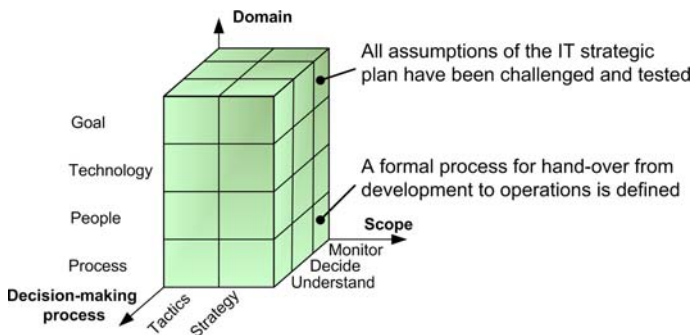 Domain
All assumptions of the IT strategic
plan have been challenged and tested
Goal
Technology
A formal process for hand-over from
development to operations is defined
People
Scope
Process
Monitor
Decide
Understand
Decision-making
process
Tactics
Strategy